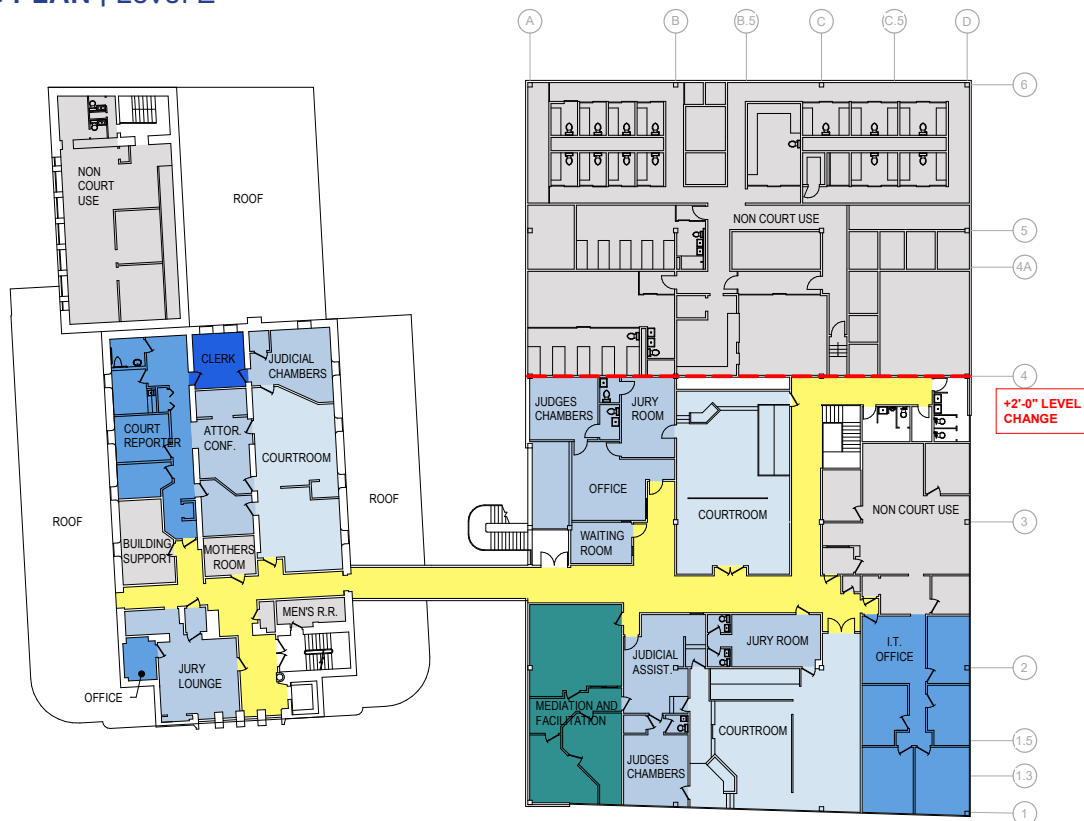 PLAN | Level 2
A
B
B.5
C
C.5
D
6
5
4A
4
3
2
1.5
1.3
1
+2'-0" LEVEL
CHANGE
NON
COURT
USE
ROOF
NON COURT USE
CLERK
JUDICIAL
CHAMBERS
COURT
REPORTER
ATTOR.
CONF.
COURTROOM
ROOF
ROOF
BUILDING
SUPPORT
MOTHERS
ROOM
MEN'S R.R.
JURY
LOUNGE
OFFICE
JUDGES
CHAMBERS
JURY
ROOM
OFFICE
WAITING
ROOM
COURTROOM
NON COURT USE
JUDICIAL
ASSIST.
JURY ROOM
I.T.
OFFICE
MEDIATION AND
FACILITATION
COURTROOM
JUDGES
CHAMBERS